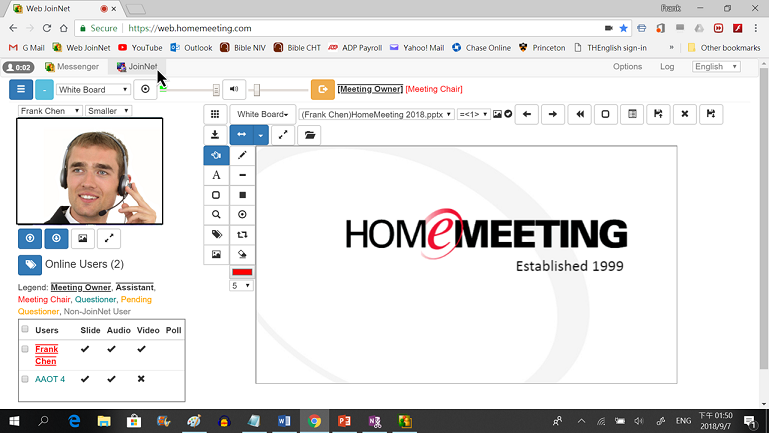 Web JoinNet
Frank
Secure https://web.homemeeting.com
G Mail Web JoinNet YouTube Outlook Bible NIV Bible CHT ADP Payroll Yahoo! Mail Chase Online Princeton THEnglish sign-in » Other bookmarks
0:02 Messenger JoinNet Options Log English
- White Board [Meeting Owner] [Meeting Chair]
Frank Chen Smaller White Board (Frank Chen)HomeMeeting 2018.pptx =<1>
A
HOMEMEETING
Established 1999
5
Online Users (2)
Legend: Meeting Owner, Assistant,
Meeting Chair, Questioner, Pending
Questioner, Non-JoinNet User
Users Slide Audio Video Poll
Frank
Chen
AAOT 4
ENG 下午 01:50
2018/9/7